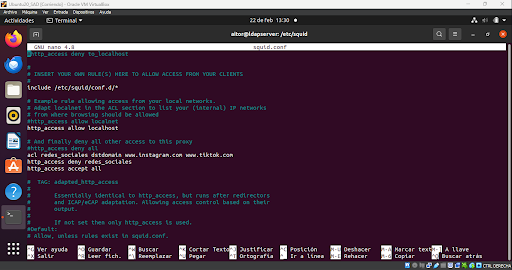 Ubuntu20_SAD [Corriendo] - Oracle VM VirtualBox
Archivo Máquina Ver Entrada Dispositivos Ayuda
Actividades Terminal 22 de feb 13:30
aitor@ldapserver: /etc/squid
GNU nano 4.8 squid.conf
#http_access deny to_localhost
#
# INSERT YOUR OWN RULE(S) HERE TO ALLOW ACCESS FROM YOUR CLIENTS
#
include /etc/squid/conf.d/*
# Example rule allowing access from your local networks.
# Adapt localnet in the ACL section to list your (internal) IP networks
# from where browsing should be allowed
#http_access allow localnet
http_access allow localhost
# And finally deny all other access to this proxy
#http_access deny all
acl redes_sociales dstdomain www.instagram.com www.tiktok.com
http_access deny redes_sociales
http_access accept all
# TAG: adapted_http_access
#
# Essentially identical to http_access, but runs after redirectors
# and ICAP/eCAP adaptation. Allowing access control based on their
# output.
#
# If not set then only http_access is used.
#Default:
# Allow, unless rules exist in squid.conf.
^G Ver ayuda ^O Guardar ^W Buscar ^K Cortar Texto ^J Justificar ^C Posición M-U Deshacer M-A Marcar text M-] A llave
^X Salir ^R Leer fich. ^\ Reemplazar ^U Pegar ^T Ortografía ^_ Ir a línea M-E Rehacer M-6 Copiar ^Q Buscar atrás
CTRL DERECHA